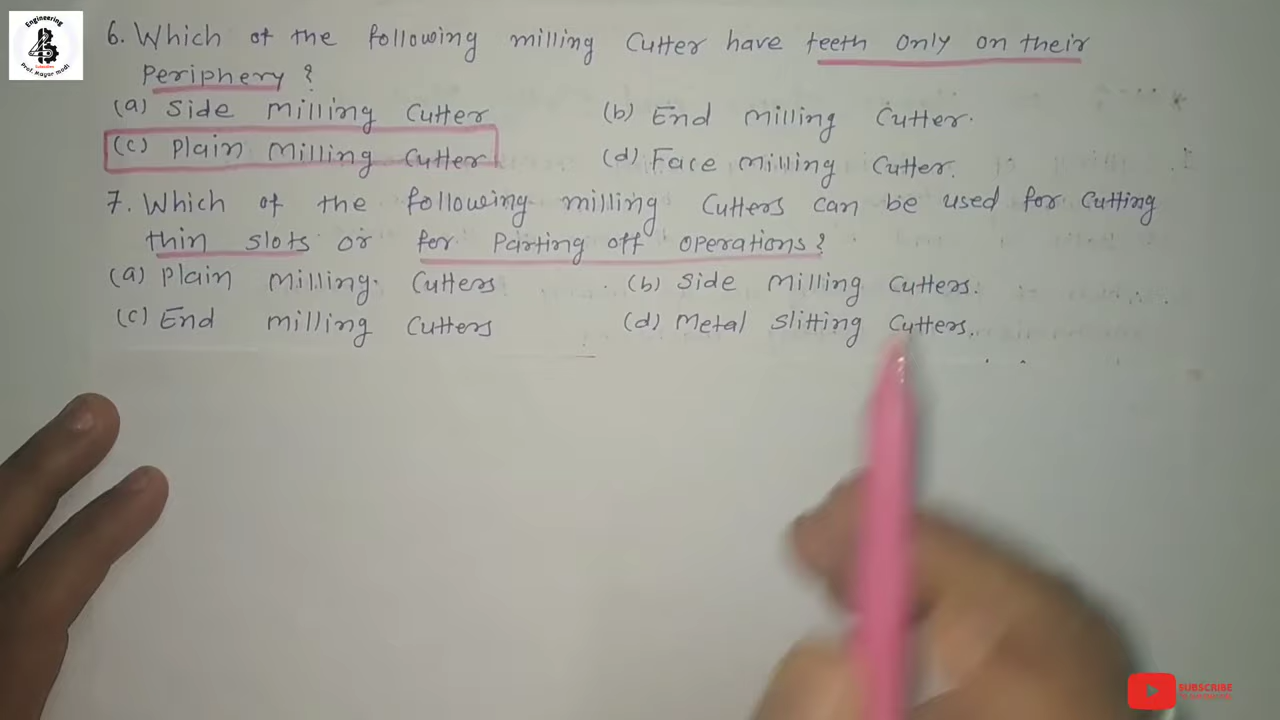 Engineering
Subscribe
Prof. Mayur modi
6. Which of the following milling Cutter have teeth only on their
Periphery ?
(a) Side Milling Cutter (b) End milling Cutter.
(c) Plain Milling Cutter (d) Face Milling Cutter.
7. Which of the following milling Cutters can be used for Cutting
thin slots or for Parting off operations?
(a) Plain milling Cutters (b) Side Milling Cutters.
(c) End milling Cutters (d) Metal Slitting Cutters.
SUBSCRIBE